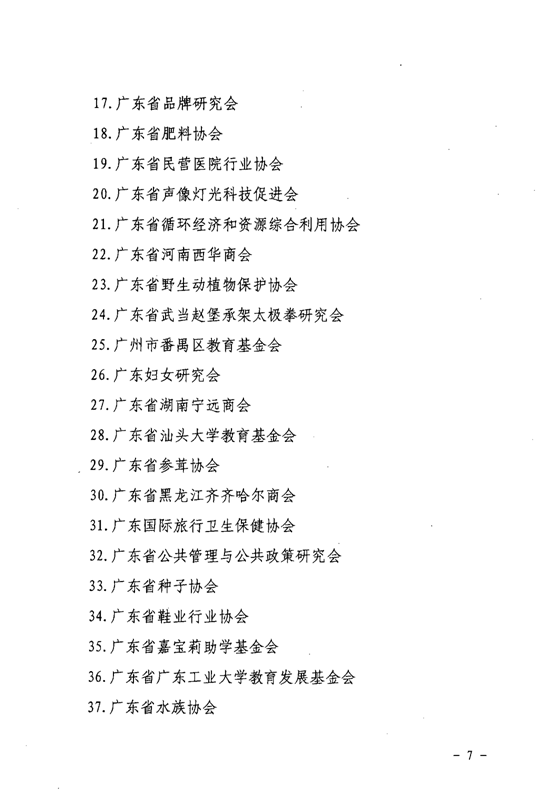 17.广东省品牌研究会
18.广东省肥料协会
19.广东省民营医院行业协会
20.广东省声像灯光科技促进会
21.广东省循环经济和资源综合利用协会
22.广东省河南西华商会
23.广东省野生动植物保护协会
24.广东省武当赵堡承架太极拳研究会
25.广州市番禺区教育基金会
26.广东妇女研究会
27.广东省湖南宁远商会
28.广东省汕头大学教育基金会
29.广东省参茸协会
30.广东省黑龙江齐齐哈尔商会
31.广东国际旅行卫生保健协会
32.广东省公共管理与公共政策研究会
33.广东省种子协会
34.广东省鞋业行业协会
35.广东省嘉宝莉助学基金会
36.广东省广东工业大学教育发展基金会
37.广东省水族协会
- 7 -